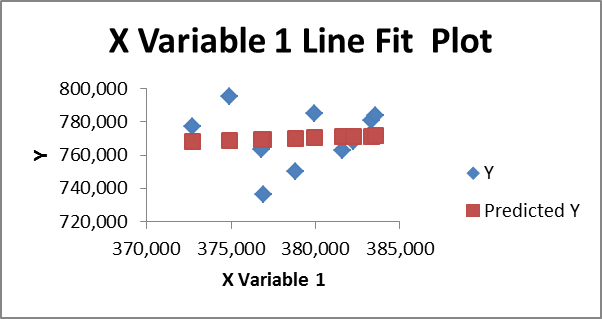 X Variable 1 Line Fit  Plot
800,000
780,000
760,000
740,000
720,000
Y
370,000 375,000 380,000 385,000
X Variable 1
Y
Predicted Y